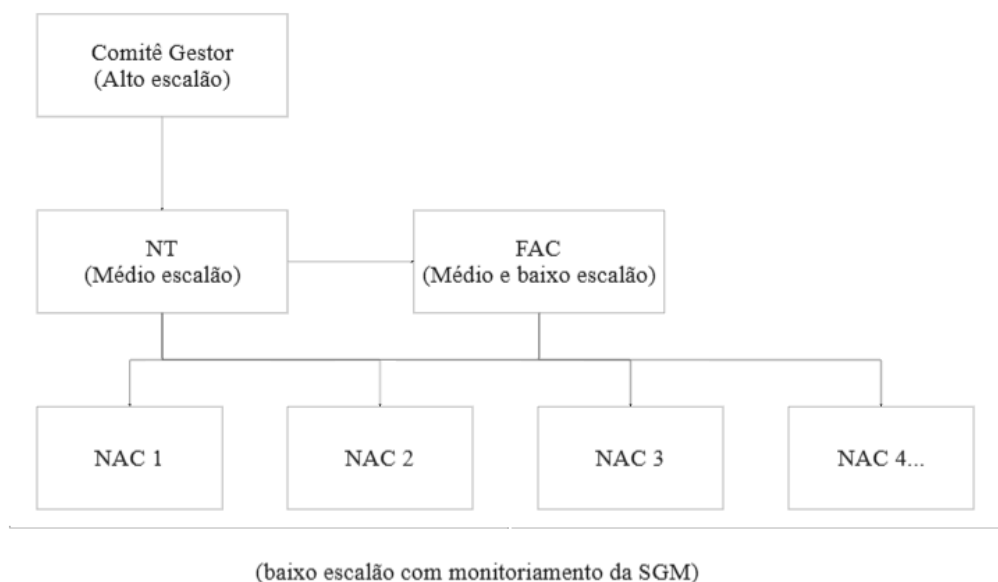 Comitê Gestor
(Alto escalão)
NT
(Médio escalão)
FAC
(Médio e baixo escalão)
NAC 1
NAC 2
NAC 3
NAC 4...
(baixo escalão com monitoriamento da SGM)